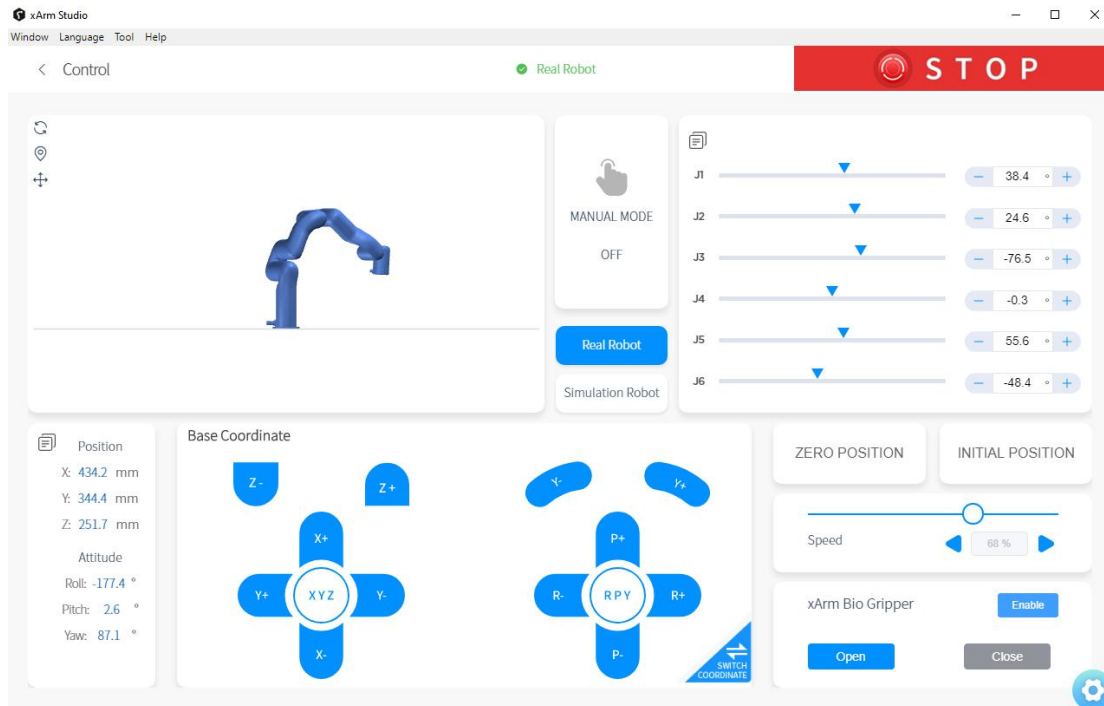 xArm Studio
Window Language Tool Help
Control
Real Robot
STOP
MANUAL MODE
OFF
Real Robot
Simulation Robot
J1 38.4 °
J2 24.6 °
J3 -76.5 °
J4 -0.3 °
J5 55.6 °
J6 -48.4 °
Position
X: 434.2 mm
Y: 344.4 mm
Z: 251.7 mm
Attitude
Roll: -177.4 °
Pitch: 2.6 °
Yaw: 87.1 °
Base Coordinate
Z-
Z+
X+
Y+
XYZ
Y-
X-
Y-
Y+
P+
R-
RPY
R+
P-
SWITCH
COORDINATE
ZERO POSITION
INITIAL POSITION
Speed
68 %
xArm Bio Gripper
Enable
Open
Close